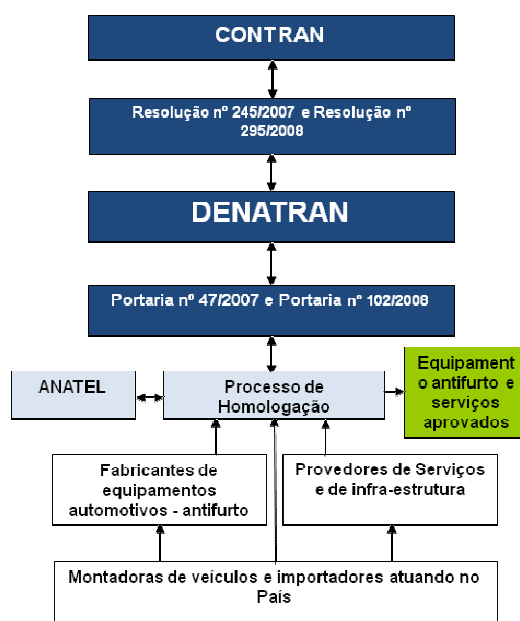 CONTRAN
Resolução nº 245/2007 e Resolução nº
295/2008
DENATRAN
Portaria nº 47/2007 e Portaria nº 102/2008
ANATEL
Processo de
Homologação
Equipament
o antifurto e
serviços
aprovados
Fabricantes de
equipamentos
automotivos - antifurto
Provedores de Serviços
e de infra-estrutura
Montadoras de veículos e importadores atuando no
País